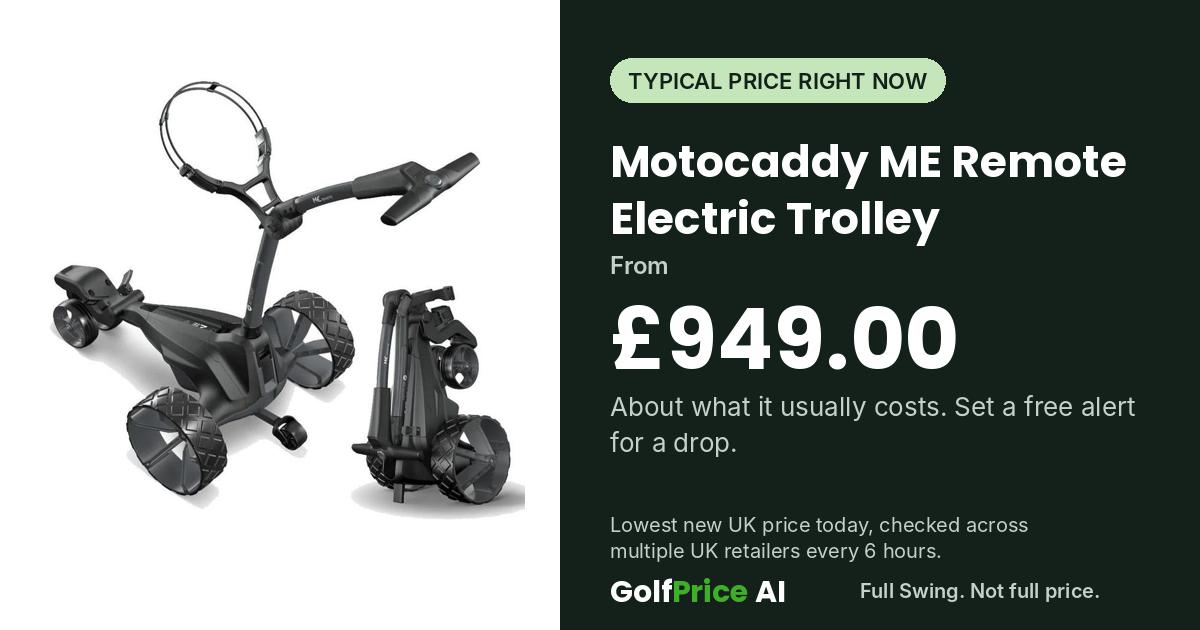 TYPICAL PRICE RIGHT NOW
Motocaddy ME Remote
Electric Trolley
From
£949.00
About what it usually costs. Set a free alert
for a drop.
Lowest new UK price today, checked across
multiple UK retailers every 6 hours.
GolfPrice AI
Full Swing. Not full price.